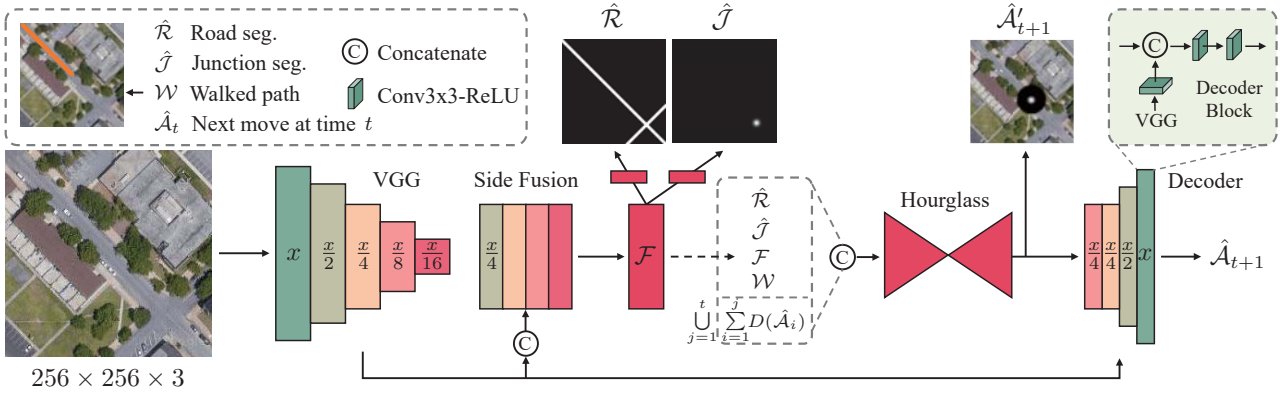 R̂ Road seg.
Ĵ Junction seg.
W Walked path
Â_t Next move at time t
C Concatenate
Conv3x3-ReLU
R̂
Ĵ
Â′_{t+1}
C
VGG
Decoder
Block
256 × 256 × 3
VGG
x
x/2
x/4
x/8
x/16
Side Fusion
x/4
C
F
R̂
Ĵ
F
W
⋃_{j=1}^{t} ∑_{i=1}^{j} D(Â_i)
C
Hourglass
Decoder
x/4
x/4
x/2
x
Â_{t+1}